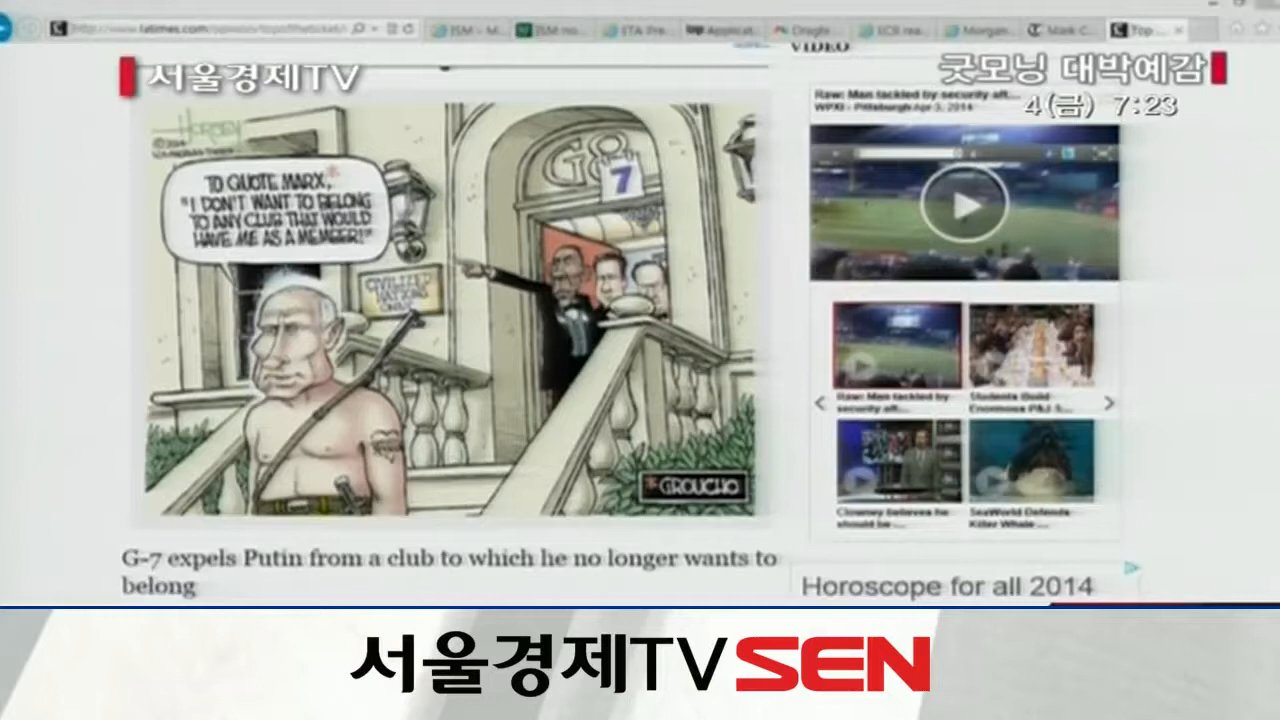 서울경제TV
굿모닝 대박예감
4(금) 7:23
VIDEO
Raw: Man tackled by security aft...
WPXI - Pittsburgh Apr 3, 2014
HORSEY
G8
7
TO QUOTE MARX,*
"I DON'T WANT TO BELONG
TO ANY CLUB THAT WOULD
HAVE ME AS A MEMBER!"
CIVILIZED
NATIONS
*GROUCHO
Raw: Man tackled by
security aft...
Students Build
Enormous PB&J S...
Clowney believes he
should be ...
SeaWorld Defends
Killer Whale ...
G-7 expels Putin from a club to which he no longer wants to
belong
Horoscope for all 2014
서울경제TV SEN